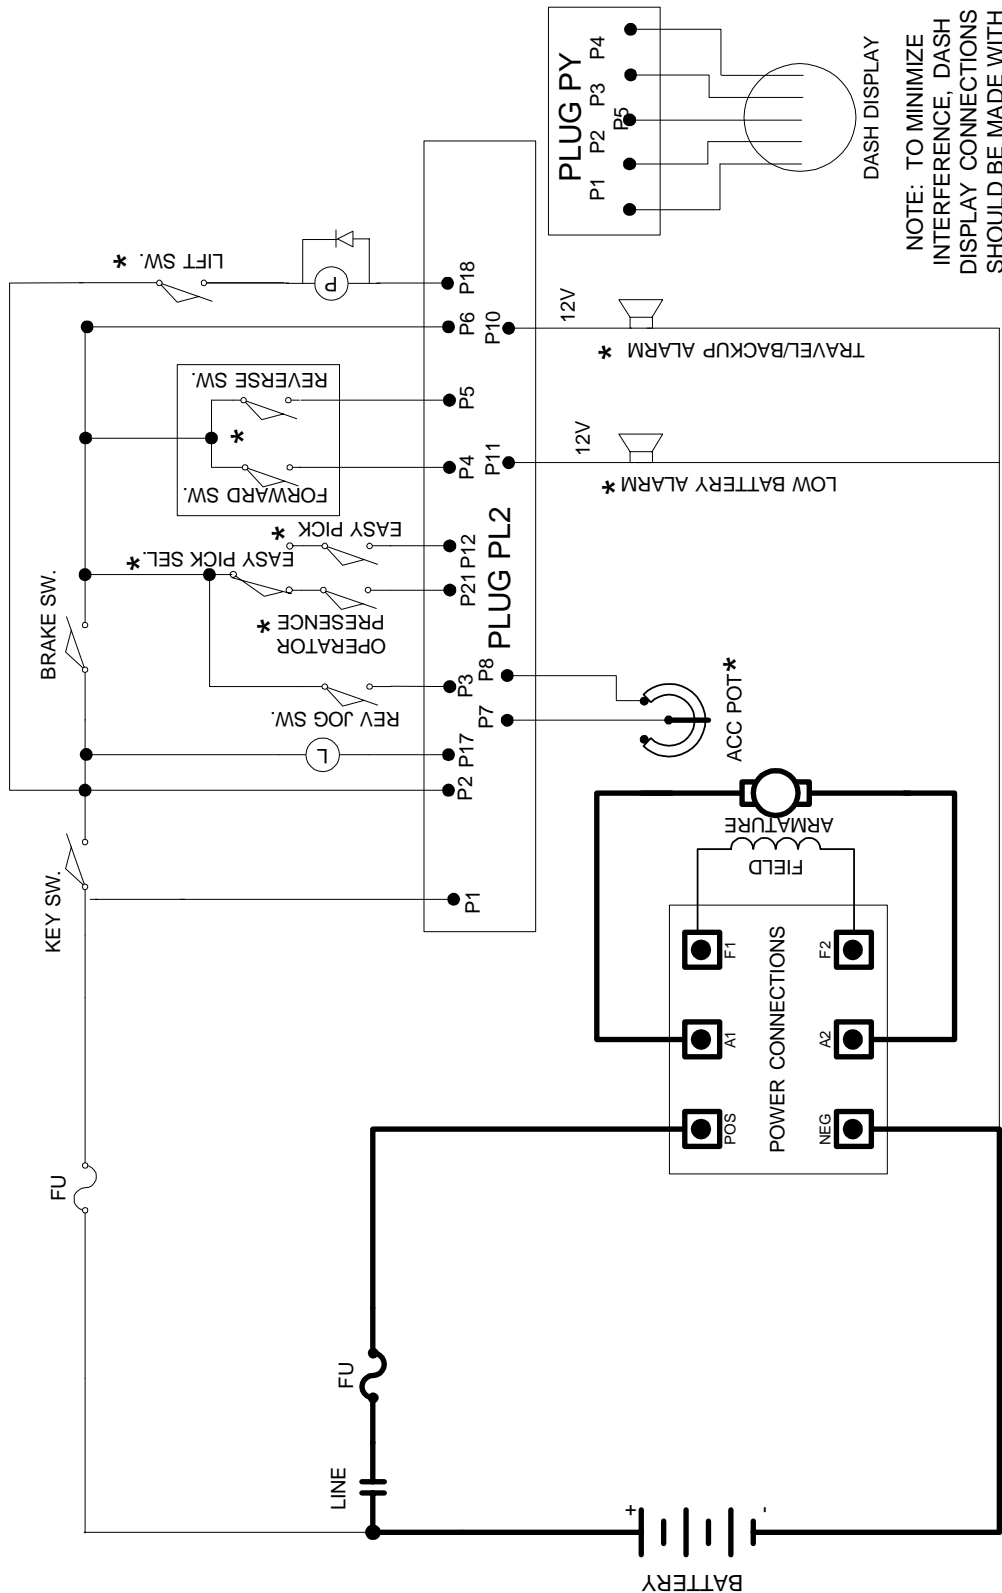 KEY SW.
BRAKE SW.
LIFT SW.
*
FU
REV JOG SW.
OPERATOR
PRESENCE
*
EASY PICK SEL.
*
EASY PICK
*
FORWARD SW.
*
REVERSE SW.
L
P
P1
P2
P17
P3
P21
P12
P4
P5
P6
P18
P7
P8
PLUG PL2
P11
P10
ACC POT*
LOW BATTERY ALARM
*
12V
TRAVEL/BACKUP ALARM
*
12V
PLUG PY
P1
P2
P5
P3
P4
DASH DISPLAY
NOTE: TO MINIMIZE
INTERFERENCE, DASH
DISPLAY CONNECTIONS
SHOULD BE MADE WITH
LINE
FU
BATTERY
+
-
POS
A1
F1
POWER CONNECTIONS
NEG
A2
F2
FIELD
ARMATURE